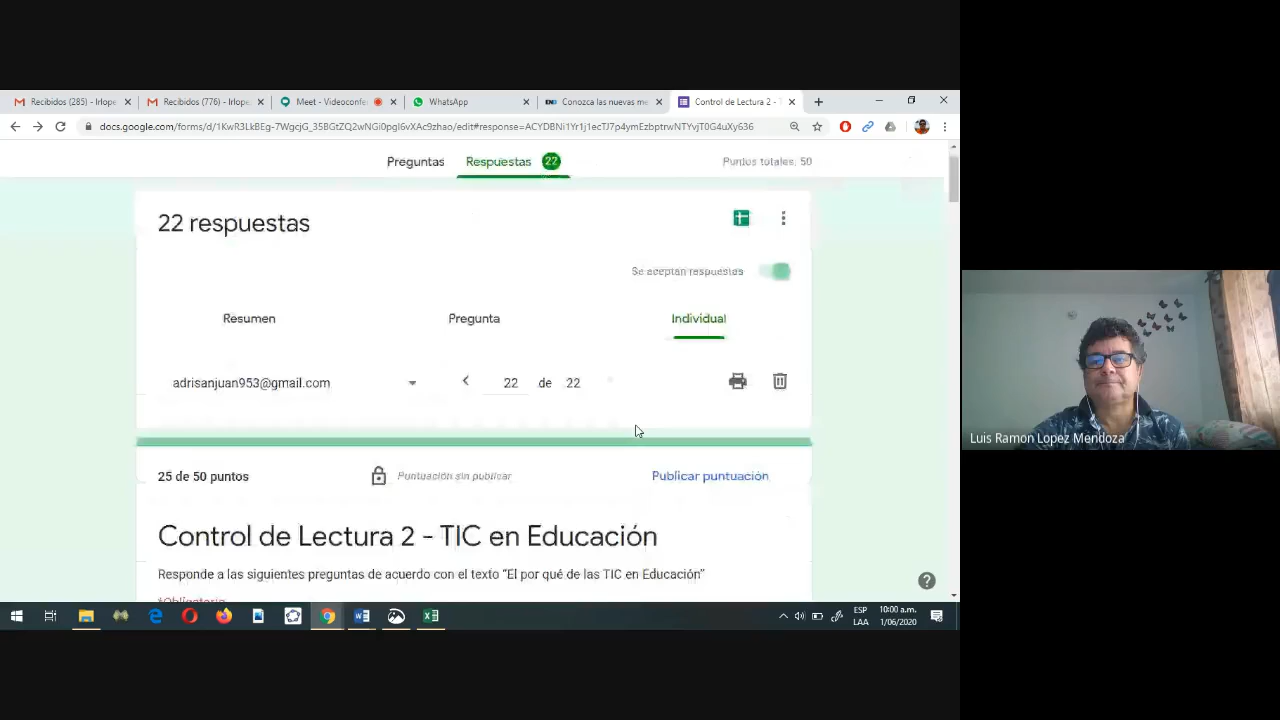 Recibidos (285) - lrlope
Recibidos (776) - lrlope
Meet - Videoconfe
WhatsApp
Conozca las nuevas me
Control de Lectura 2 - T
docs.google.com/forms/d/1KwR3LkBEg-7WgcjG_35BGtZQ2wNGi0pgI6vXAc9zhao/edit#response=ACYDBNi1Yr1j1ecTJ7p4ymEzbptrwNTYvjT0G4uXy636
Preguntas
Respuestas 22
Puntos totales: 50
22 respuestas
Se aceptan respuestas
Resumen
Pregunta
Individual
adrisanjuan953@gmail.com
22 de 22
25 de 50 puntos
Puntuación sin publicar
Publicar puntuación
Control de Lectura 2 - TIC en Educación
Responde a las siguientes preguntas de acuerdo con el texto “El por qué de las TIC en Educación”
*Obligatorio
ESP
LAA
10:00 a.m.
1/06/2020
Luis Ramon Lopez Mendoza